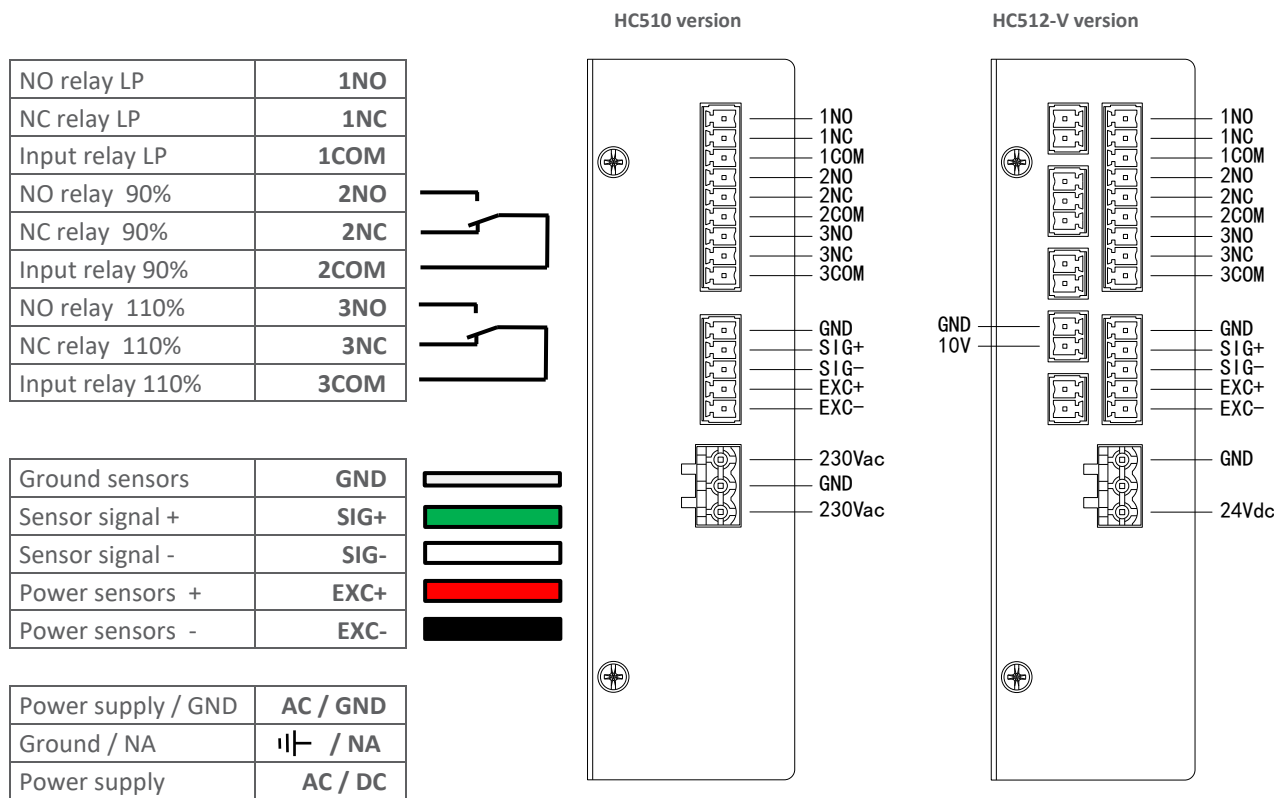 HC510 version
HC512-V version
NO relay LP 1NO
NC relay LP 1NC
Input relay LP 1COM
NO relay 90% 2NO
NC relay 90% 2NC
Input relay 90% 2COM
NO relay 110% 3NO
NC relay 110% 3NC
Input relay 110% 3COM
Ground sensors GND
Sensor signal + SIG+
Sensor signal - SIG-
Power sensors + EXC+
Power sensors - EXC-
Power supply / GND AC / GND
Ground / NA / NA
Power supply AC / DC
1NO
1NC
1COM
2NO
2NC
2COM
3NO
3NC
3COM
GND
SIG+
SIG-
EXC+
EXC-
230Vac
GND
230Vac
GND
10V
1NO
1NC
1COM
2NO
2NC
2COM
3NO
3NC
3COM
GND
SIG+
SIG-
EXC+
EXC-
GND
24Vdc